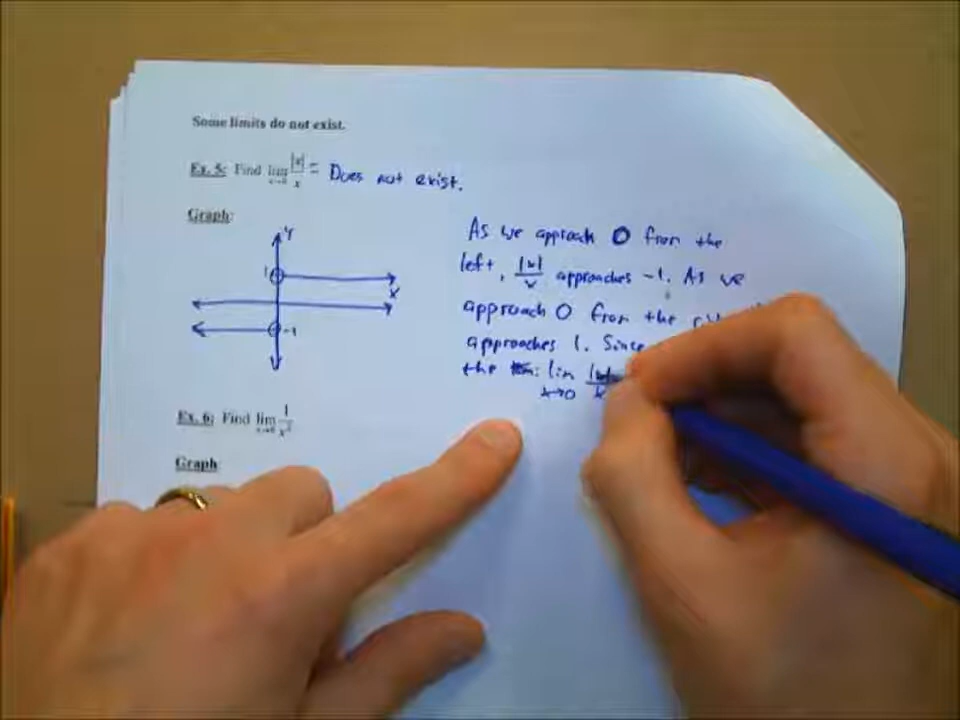 Some limits do not exist.
Ex. 5: Find lim x→0 |x|/x = Does not exist.
Graph:
y
1
x
-1
As we approach 0 from the
left, |x|/x approaches -1. As we
approach 0 from the
approaches 1. Since
the lim x→0 |x|/x
Ex. 6: Find lim x→0 1/x²
Graph